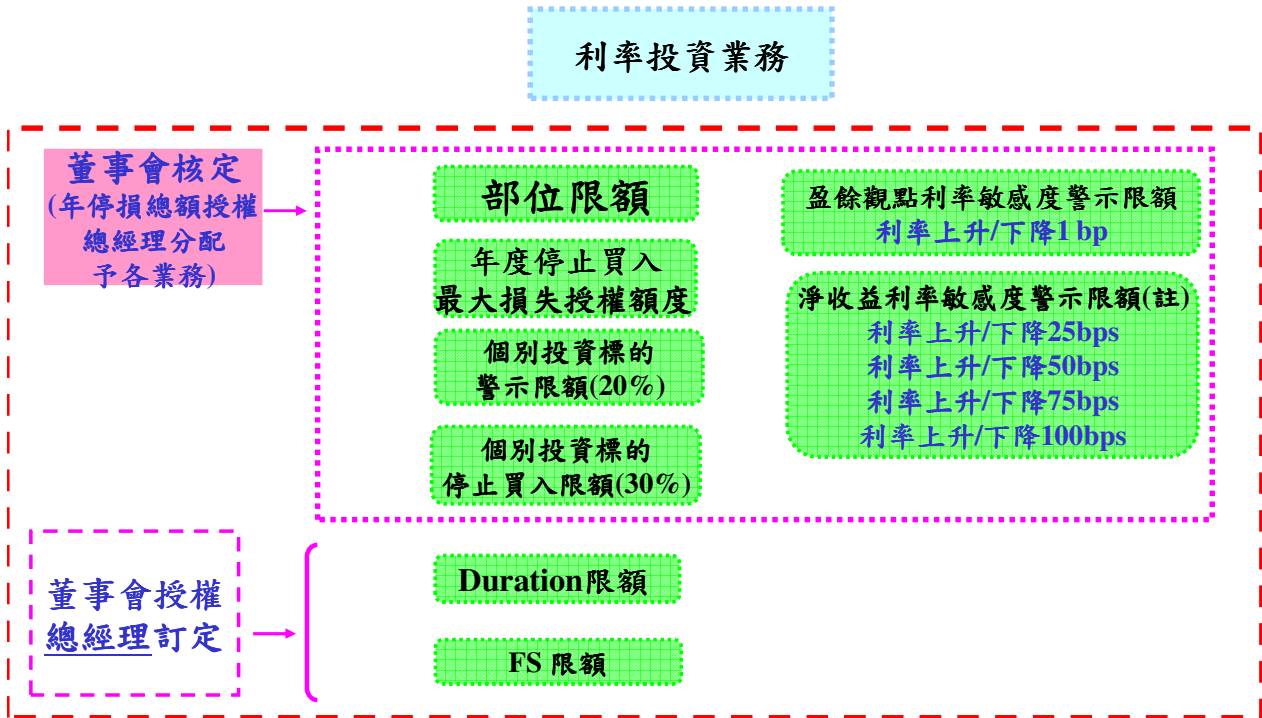 利率投資業務
董事會核定
(年停損總額授權
總經理分配
予各業務)
部位限額
年度停止買入
最大損失授權額度
個別投資標的
警示限額(20%)
個別投資標的
停止買入限額(30%)
盈餘觀點利率敏感度警示限額
利率上升/下降1 bp
淨收益利率敏感度警示限額(註)
利率上升/下降25bps
利率上升/下降50bps
利率上升/下降75bps
利率上升/下降100bps
董事會授權
總經理訂定
Duration限額
FS 限額